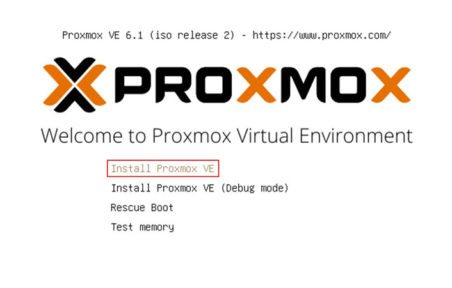 Proxmox VE 6.1 (iso release 2) - https://www.proxmox.com/
PROXMOX
Welcome to Proxmox Virtual Environment
Install Proxmox VE
Install Proxmox VE (Debug mode)
Rescue Boot
Test memory